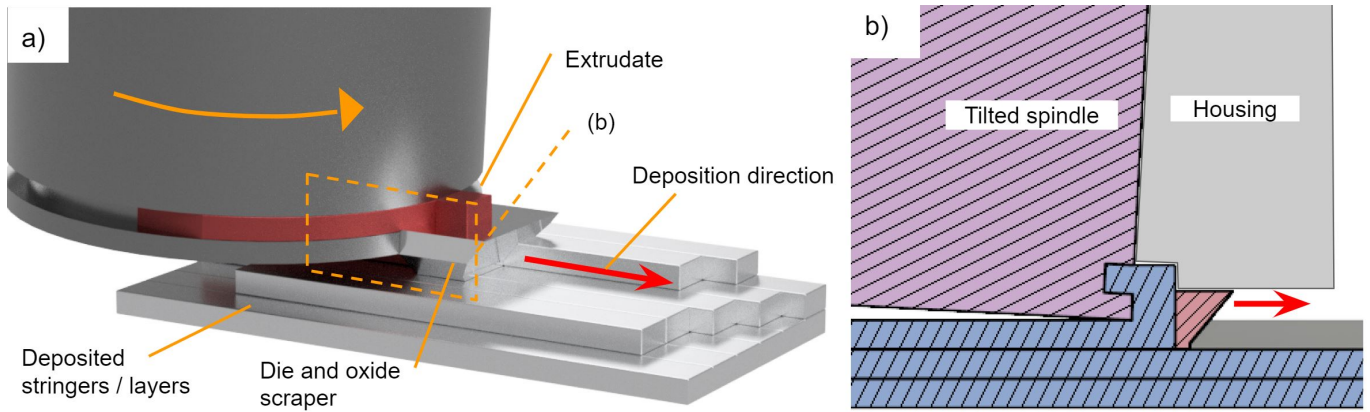 a)
Extrudate
(b)
Deposition direction
Deposited
stringers / layers
Die and oxide
scraper
b)
Tilted spindle
Housing